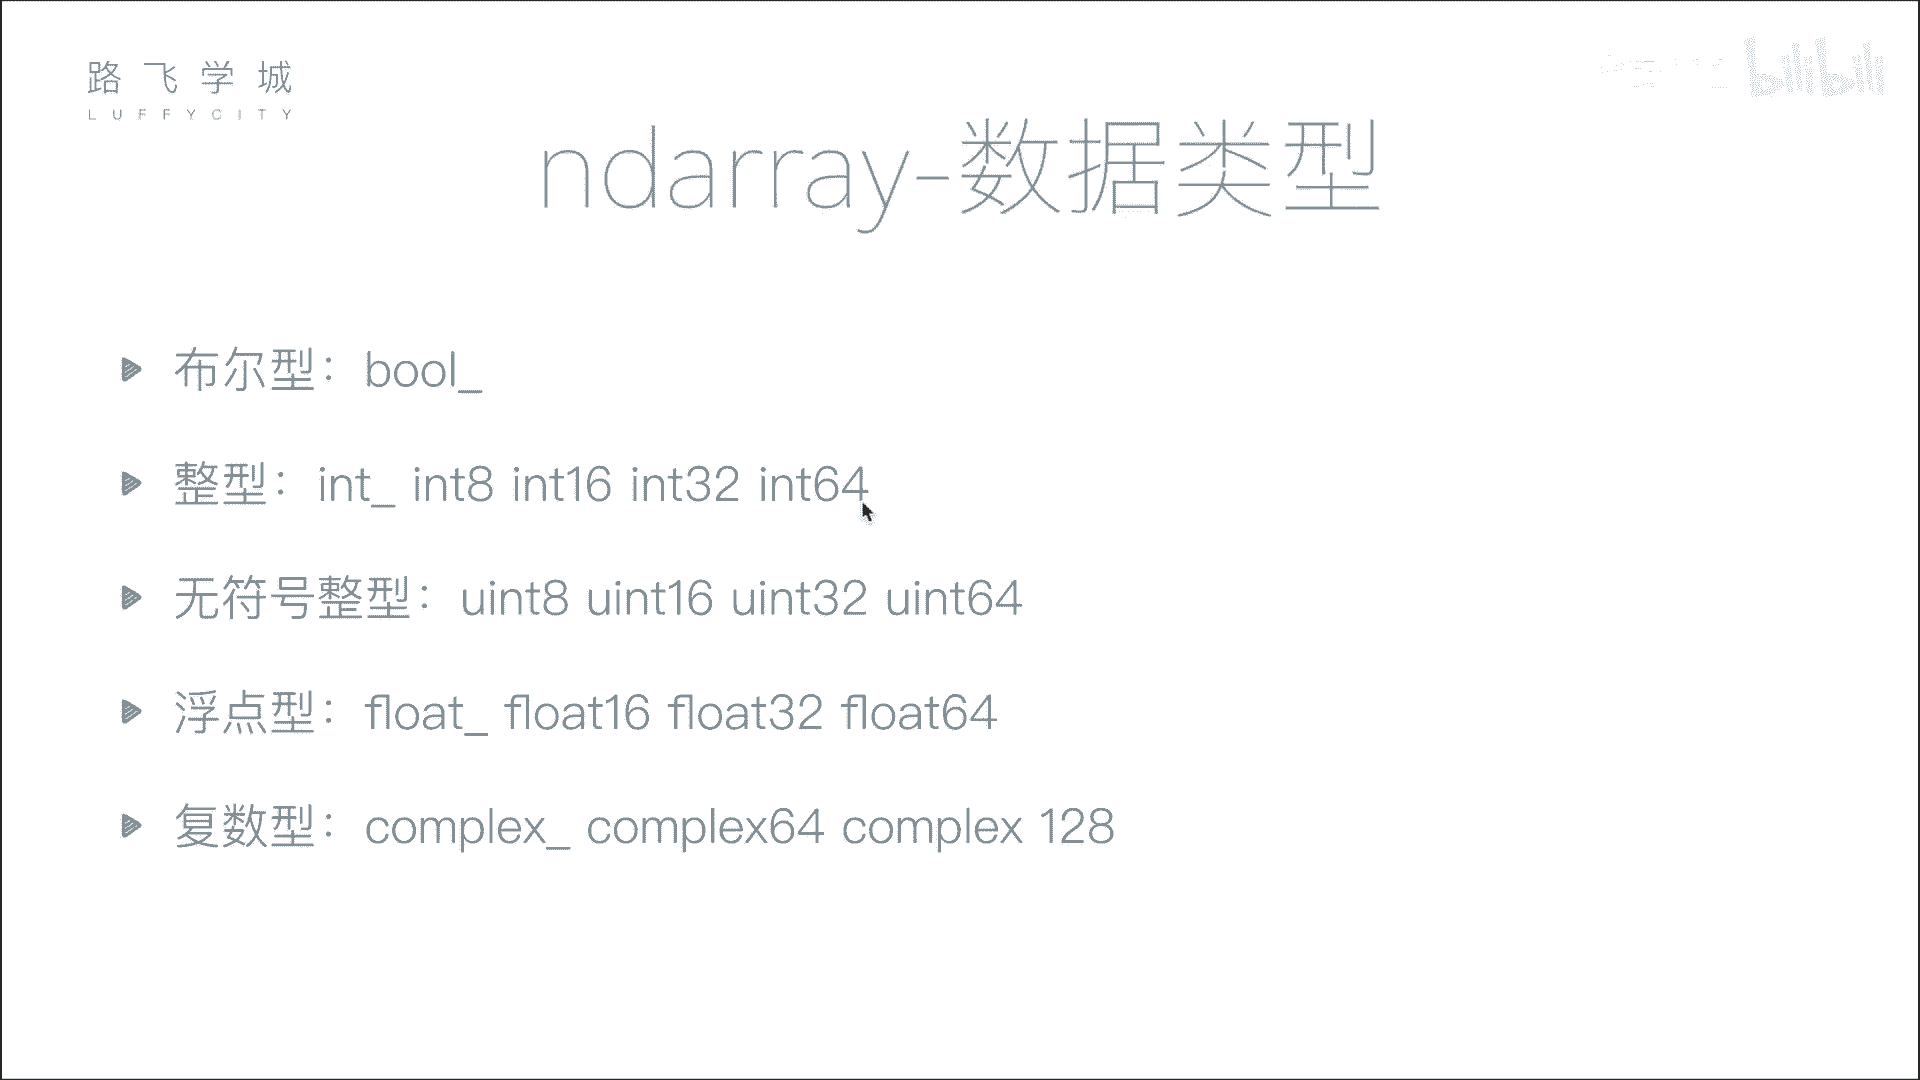 路飞学城
LUFFYCITY
bilibili
ndarray-数据类型
布尔型：bool_
整型：int_ int8 int16 int32 int64
无符号整型：uint8 uint16 uint32 uint64
浮点型：float_ float16 float32 float64
复数型：complex_ complex64 complex 128